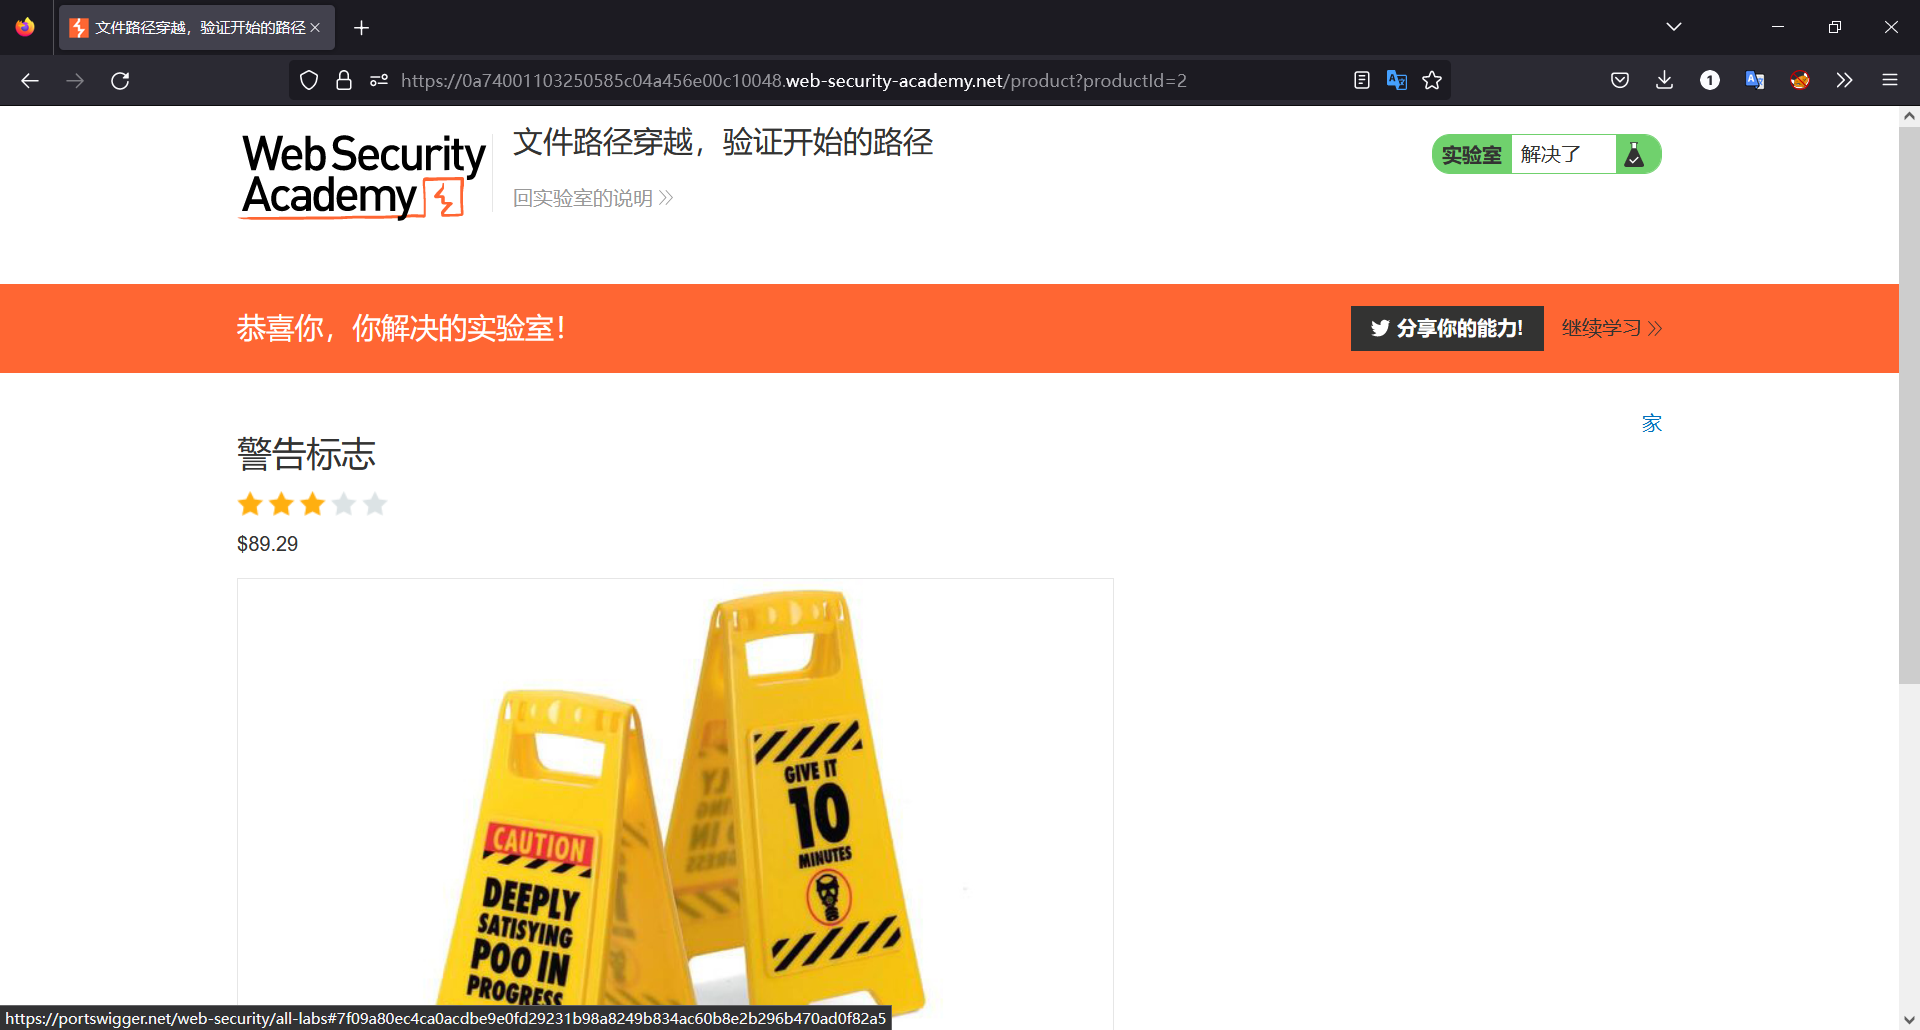 文件路径穿越，验证开始的路径
https://0a74001103250585c04a456e00c10048.web-security-academy.net/product?productId=2
1
Web Security
Academy
文件路径穿越，验证开始的路径
回实验室的说明
实验室 解决了
恭喜你，你解决的实验室！
分享你的能力!
继续学习
家
警告标志
$89.29
GIVE IT
10
MINUTES
CAUTION
DEEPLY
SATISYING
POO IN
PROGRESS
https://portswigger.net/web-security/all-labs#7f09a80ec4ca0acdbe9e0fd29231b98a8249b834ac60b8e2b296b470ad0f82a5